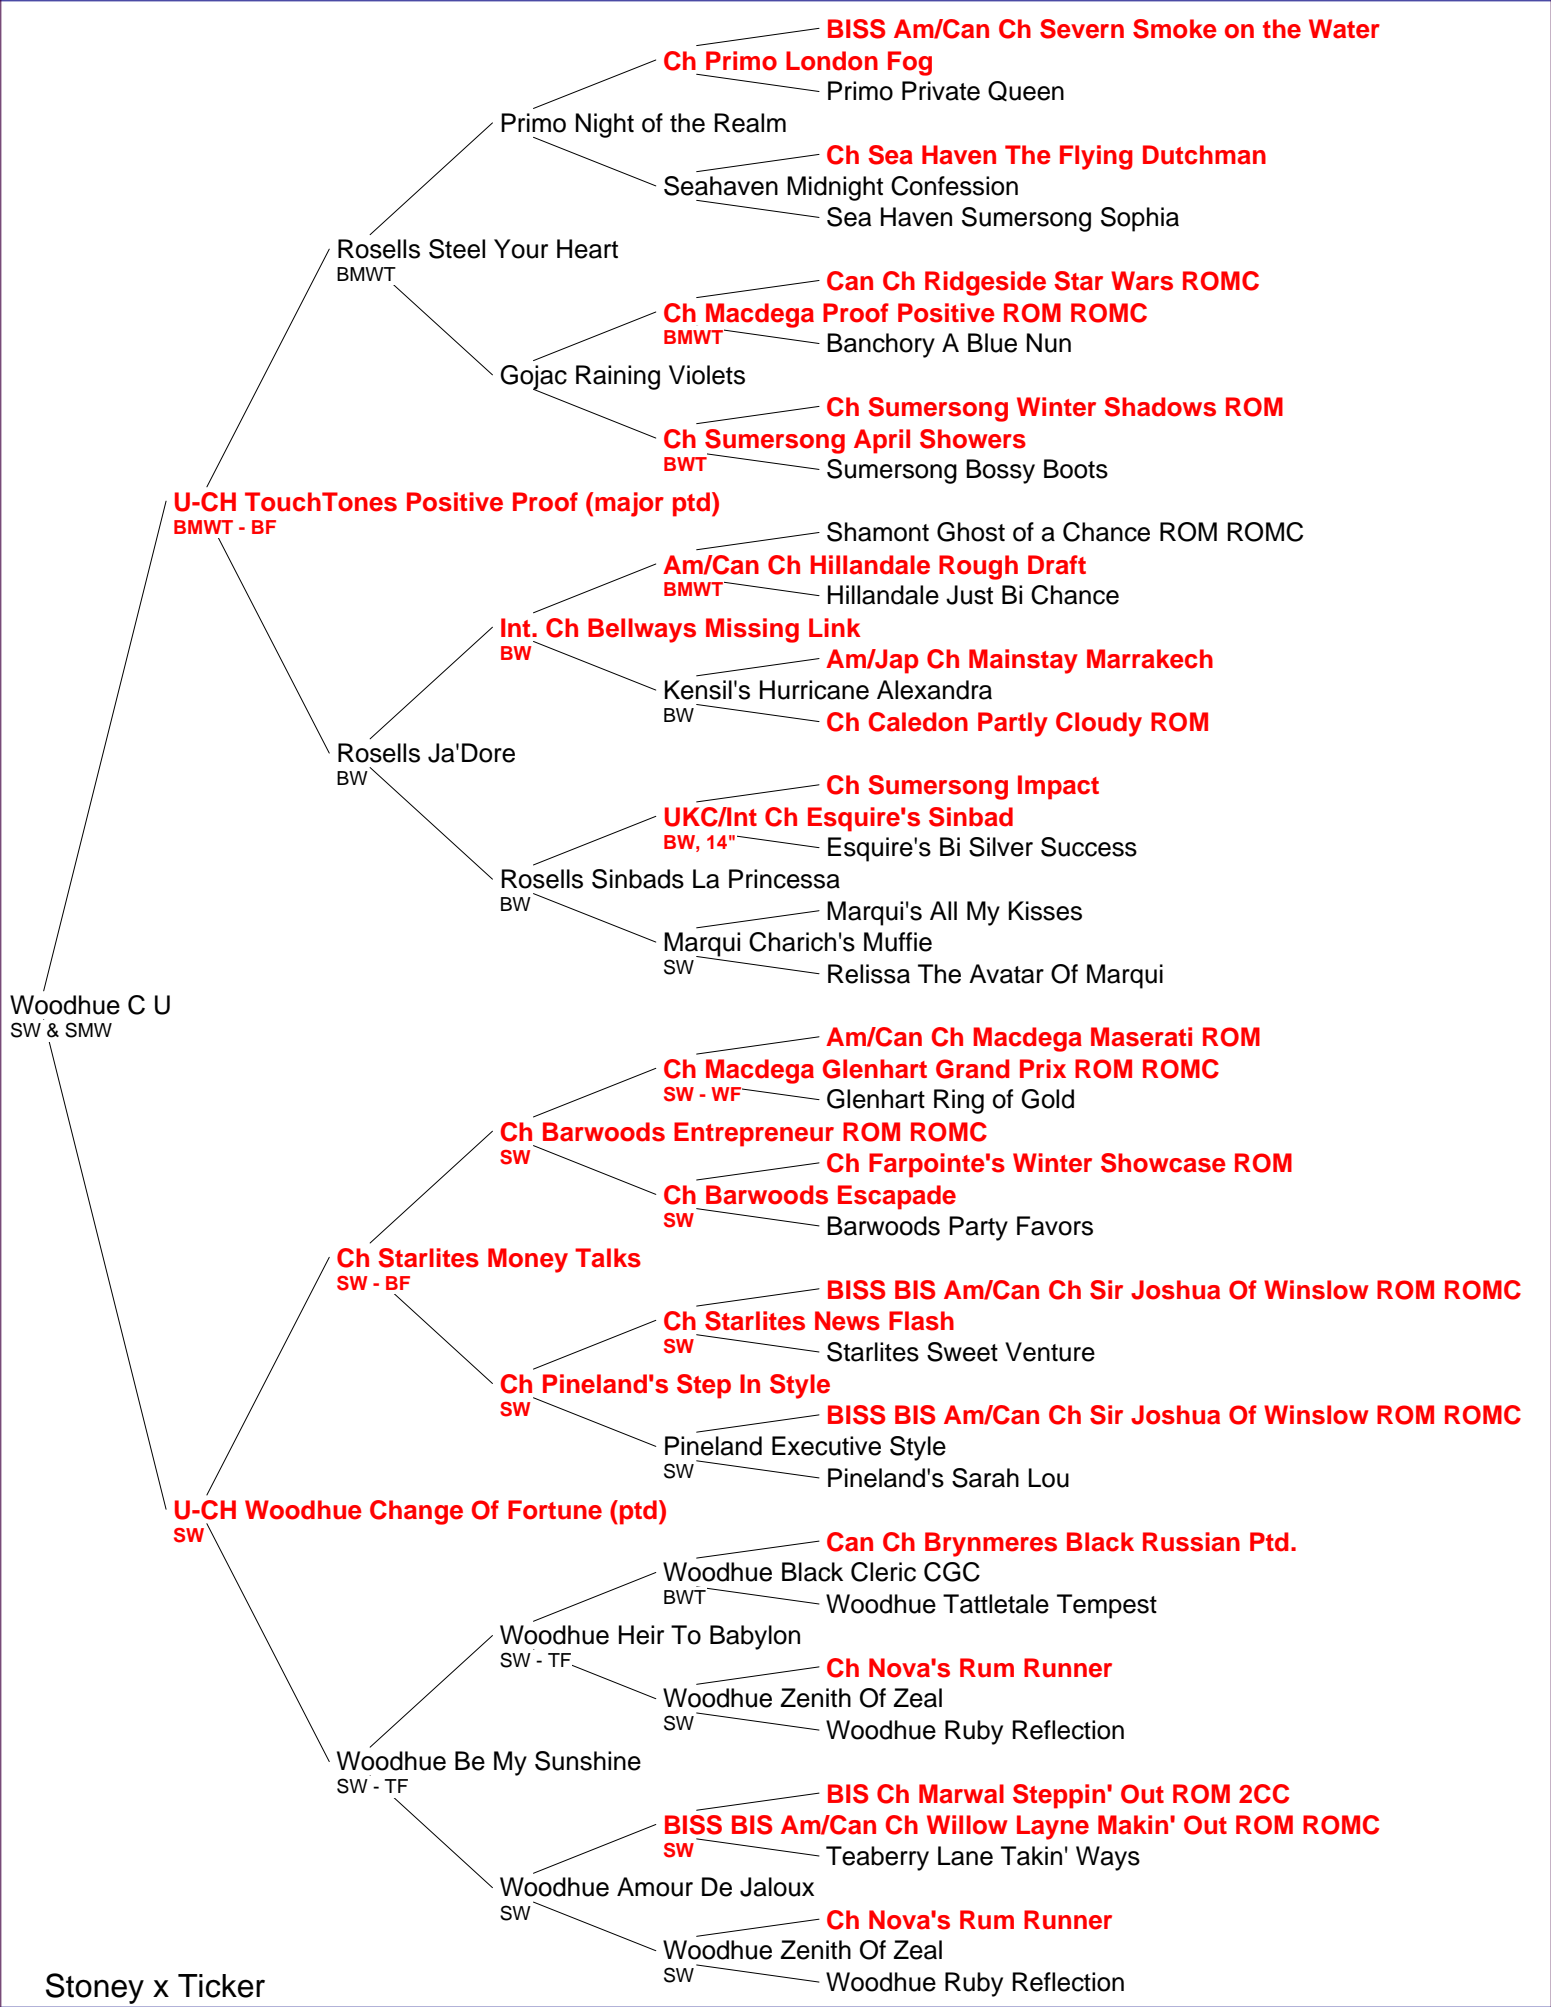 BISS Am/Can Ch Severn Smoke on the Water
Ch Primo London Fog
Primo Private Queen
Primo Night of the Realm
Ch Sea Haven The Flying Dutchman
Seahaven Midnight Confession
Sea Haven Sumersong Sophia
Rosells Steel Your Heart
BMWT
Can Ch Ridgeside Star Wars ROMC
Ch Macdega Proof Positive ROM ROMC
BMWT
Banchory A Blue Nun
Gojac Raining Violets
Ch Sumersong Winter Shadows ROM
Ch Sumersong April Showers
BWT
Sumersong Bossy Boots
U-CH TouchTones Positive Proof (major ptd)
BMWT - BF
Shamont Ghost of a Chance ROM ROMC
Am/Can Ch Hillandale Rough Draft
BMWT
Hillandale Just Bi Chance
Int. Ch Bellways Missing Link
BW
Am/Jap Ch Mainstay Marrakech
Kensil's Hurricane Alexandra
BW
Ch Caledon Partly Cloudy ROM
Rosells Ja'Dore
BW
Ch Sumersong Impact
UKC/Int Ch Esquire's Sinbad
BW, 14"
Esquire's Bi Silver Success
Rosells Sinbads La Princessa
BW
Marqui's All My Kisses
Marqui Charich's Muffie
SW
Relissa The Avatar Of Marqui
Woodhue C U
SW & SMW
Am/Can Ch Macdega Maserati ROM
Ch Macdega Glenhart Grand Prix ROM ROMC
SW - WF
Glenhart Ring of Gold
Ch Barwoods Entrepreneur ROM ROMC
SW
Ch Farpointe's Winter Showcase ROM
Ch Barwoods Escapade
SW
Barwoods Party Favors
Ch Starlites Money Talks
SW - BF
BISS BIS Am/Can Ch Sir Joshua Of Winslow ROM ROMC
Ch Starlites News Flash
SW
Starlites Sweet Venture
Ch Pineland's Step In Style
SW
BISS BIS Am/Can Ch Sir Joshua Of Winslow ROM ROMC
Pineland Executive Style
SW
Pineland's Sarah Lou
U-CH Woodhue Change Of Fortune (ptd)
SW
Can Ch Brynmeres Black Russian Ptd.
Woodhue Black Cleric CGC
BWT
Woodhue Tattletale Tempest
Woodhue Heir To Babylon
SW - TF
Ch Nova's Rum Runner
Woodhue Zenith Of Zeal
SW
Woodhue Ruby Reflection
Woodhue Be My Sunshine
SW - TF
BIS Ch Marwal Steppin' Out ROM 2CC
BISS BIS Am/Can Ch Willow Layne Makin' Out ROM ROMC
SW
Teaberry Lane Takin' Ways
Woodhue Amour De Jaloux
SW
Ch Nova's Rum Runner
Woodhue Zenith Of Zeal
SW
Woodhue Ruby Reflection
Stoney x Ticker